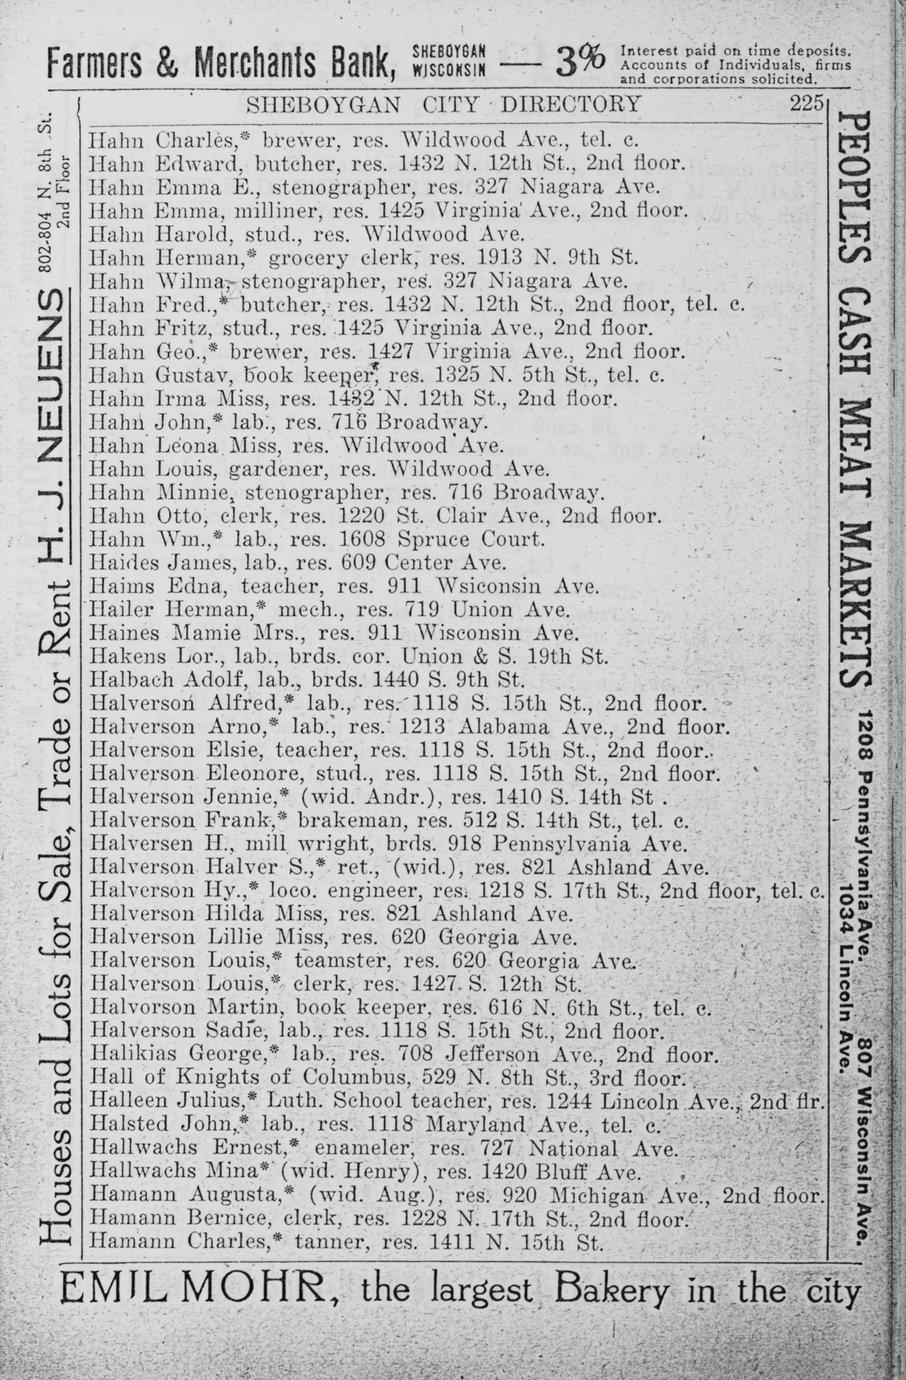 Farmers & Merchants Bank, SHEBOYGAN WISCONSIN — 3% Interest paid on time deposits. Accounts of Individuals, firms and corporations solicited.
SHEBOYGAN CITY DIRECTORY 225
Hahn Charles,* brewer, res. Wildwood Ave., tel. c.
Hahn Edward, butcher, res. 1432 N. 12th St., 2nd floor.
Hahn Emma E., stenographer, res. 327 Niagara Ave.
Hahn Emma, milliner, res. 1425 Virginia Ave., 2nd floor.
Hahn Harold, stud., res. Wildwood Ave.
Hahn Herman,* grocery clerk, res. 1913 N. 9th St.
Hahn Wilma, stenographer, res. 327 Niagara Ave.
Hahn Fred.,* butcher, res. 1432 N. 12th St., 2nd floor, tel. c.
Hahn Fritz, stud., res. 1425 Virginia Ave., 2nd floor.
Hahn Geo.,* brewer, res. 1427 Virginia Ave., 2nd floor.
Hahn Gustav, book keeper, res. 1325 N. 5th St., tel. c.
Hahn Irma Miss, res. 1432 N. 12th St., 2nd floor.
Hahn John,* lab., res. 716 Broadway.
Hahn Leona Miss, res. Wildwood Ave.
Hahn Louis, gardener, res. Wildwood Ave.
Hahn Minnie, stenographer, res. 716 Broadway.
Hahn Otto, clerk, res. 1220 St. Clair Ave., 2nd floor.
Hahn Wm.,* lab., res. 1608 Spruce Court.
Haides James, lab., res. 609 Center Ave.
Haims Edna, teacher, res. 911 Wsiconsin Ave.
Hailer Herman,* mech., res. 719 Union Ave.
Haines Mamie Mrs., res. 911 Wisconsin Ave.
Hakens Lor., lab., brds. cor. Union & S. 19th St.
Halbach Adolf, lab., brds. 1440 S. 9th St.
Halverson Alfred,* lab., res. 1118 S. 15th St., 2nd floor.
Halverson Arno,* lab., res. 1213 Alabama Ave., 2nd floor.
Halverson Elsie, teacher, res. 1118 S. 15th St., 2nd floor.
Halverson Eleonore, stud., res. 1118 S. 15th St., 2nd floor.
Halverson Jennie,* (wid. Andr.), res. 1410 S. 14th St .
Halverson Frank,* brakeman, res. 512 S. 14th St., tel. c.
Halversen H., mill wright, brds. 918 Pennsylvania Ave.
Halverson Halver S.,* ret., (wid.), res. 821 Ashland Ave.
Halverson Hy.,* loco. engineer, res. 1218 S. 17th St., 2nd floor, tel. c.
Halverson Hilda Miss, res. 821 Ashland Ave.
Halverson Lillie Miss, res. 620 Georgia Ave.
Halverson Louis,* teamster, res. 620 Georgia Ave.
Halverson Louis,* clerk, res. 1427 S. 12th St.
Halvorson Martin, book keeper, res. 616 N. 6th St., tel. c.
Halverson Sadie, lab., res. 1118 S. 15th St., 2nd floor.
Halikias George,* lab., res. 708 Jefferson Ave., 2nd floor.
Hall of Knights of Columbus, 529 N. 8th St., 3rd floor.
Halleen Julius,* Luth. School teacher, res. 1244 Lincoln Ave., 2nd flr.
Halsted John,* lab., res. 1118 Maryland Ave., tel. c.
Hallwachs Ernest,* enameler, res. 727 National Ave.
Hallwachs Mina* (wid. Henry), res. 1420 Bluff Ave.
Hamann Augusta,* (wid. Aug.), res. 920 Michigan Ave., 2nd floor.
Hamann Bernice, clerk, res. 1228 N. 17th St., 2nd floor.
Hamann Charles,* tanner, res. 1411 N. 15th St.
Houses and Lots for Sale, Trade or Rent H. J. NEUENS 802-804 N. 8th St. 2nd Floor
PEOPLES CASH MEAT MARKETS 1208 Pennsylvania Ave. 807 Wisconsin Ave. 1034 Lincoln Ave.
EMIL MOHR, the largest Bakery in the city